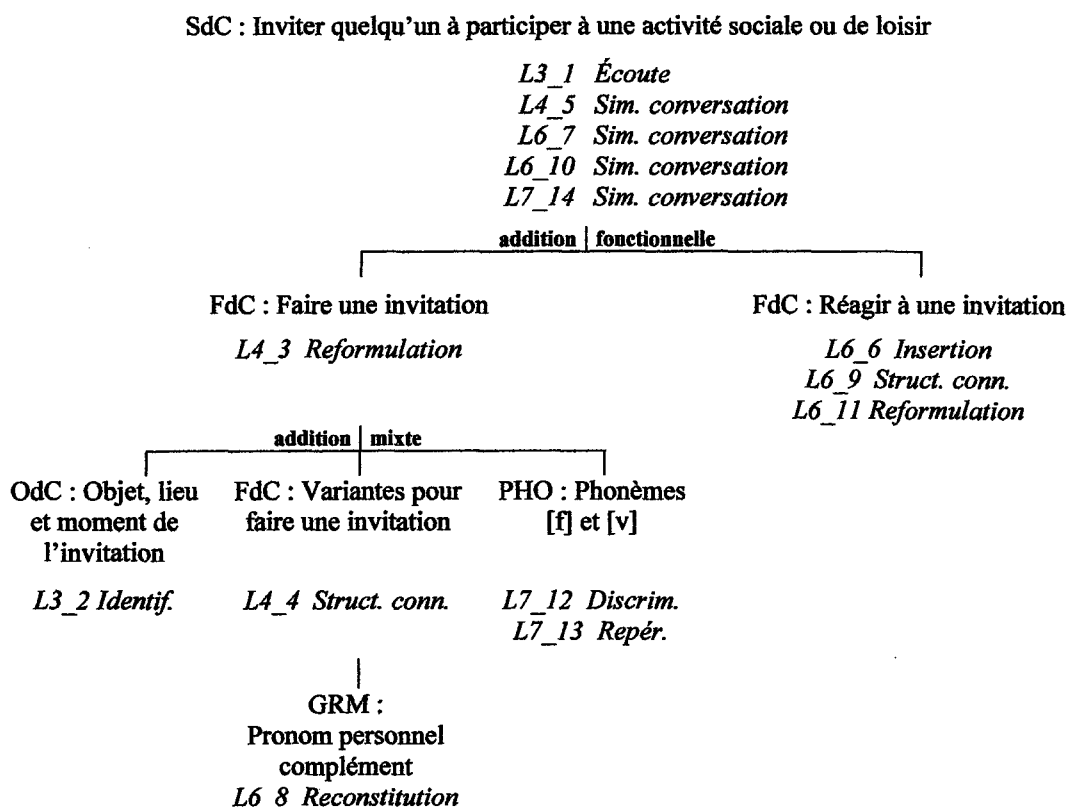 SdC : Inviter quelqu'un à participer à une activité sociale ou de loisir
L3_1 Écoute
L4_5 Sim. conversation
L6_7 Sim. conversation
L6_10 Sim. conversation
L7_14 Sim. conversation
addition fonctionnelle
FdC : Faire une invitation
L4_3 Reformulation
FdC : Réagir à une invitation
L6_6 Insertion
L6_9 Struct. conn.
L6_11 Reformulation
addition mixte
OdC : Objet, lieu
et moment de
l'invitation
L3_2 Identif.
FdC : Variantes pour
faire une invitation
L4_4 Struct. conn.
PHO : Phonèmes
[f] et [v]
L7_12 Discrim.
L7_13 Repér.
GRM :
Pronom personnel
complément
L6_8 Reconstitution